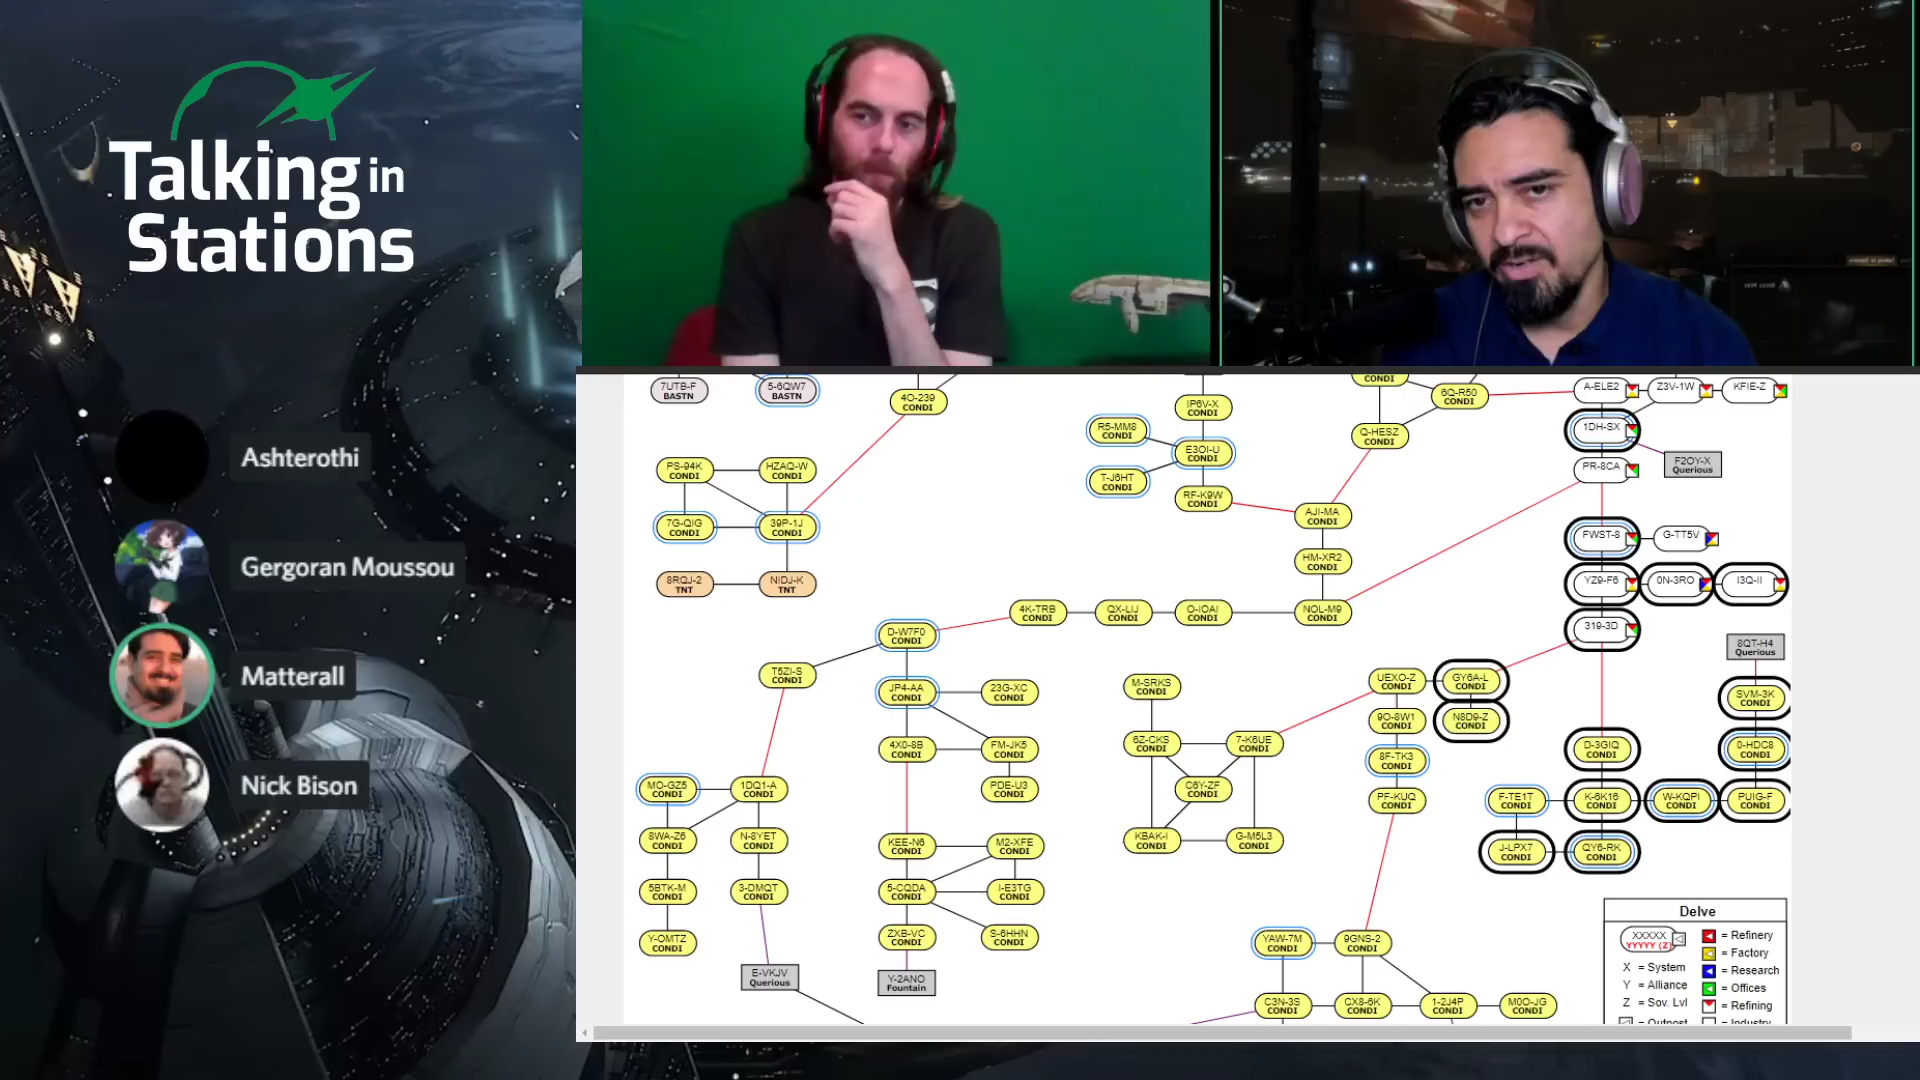 Talking in
Stations
Ashterothi
Gergoran Moussou
Matterall
Nick Bison
7UTB-F
BASTN
5-6QW7
BASTN
4O-239
CONDI
IP6V-X
CONDI
CONDI
6Q-R50
CONDI
A-ELE2
Z3V-1W
KFIE-Z
R5-MM8
CONDI
E3OI-U
CONDI
T-J6HT
CONDI
RF-K9W
CONDI
Q-HESZ
CONDI
1DH-SX
PR-8CA
F2OY-X
Querious
PS-94K
CONDI
HZAQ-W
CONDI
7G-QIG
CONDI
39P-1J
CONDI
8RQJ-2
TNT
NIDJ-K
TNT
AJI-MA
CONDI
HM-XR2
CONDI
NOL-M9
CONDI
O-IOAI
CONDI
QX-LIJ
CONDI
4K-TRB
CONDI
D-W7F0
CONDI
FWST-8
G-TT5V
YZ9-F6
0N-3RO
I3Q-II
319-3D
8QT-H4
Querious
T5ZI-S
CONDI
JP4-AA
CONDI
23G-XC
CONDI
4X0-8B
CONDI
FM-JK5
CONDI
PDE-U3
CONDI
M-SRKS
CONDI
6Z-CKS
CONDI
7-K6UE
CONDI
C6Y-ZF
CONDI
KBAK-I
CONDI
G-M5L3
CONDI
UEXO-Z
CONDI
GY6A-L
CONDI
9O-8W1
CONDI
N8D9-Z
CONDI
8F-TK3
CONDI
PF-KUQ
CONDI
SVM-3K
CONDI
D-3GIQ
CONDI
0-HDC8
CONDI
F-TE1T
CONDI
K-6K16
CONDI
W-KQPI
CONDI
PUIG-F
CONDI
J-LPX7
CONDI
QY6-RK
CONDI
MO-GZ5
CONDI
1DQ1-A
CONDI
8WA-Z6
CONDI
N-8YET
CONDI
5BTK-M
CONDI
3-DMQT
CONDI
Y-OMTZ
CONDI
E-VKJV
Querious
KEE-N6
CONDI
M2-XFE
CONDI
5-CQDA
CONDI
I-E3TG
CONDI
ZXB-VC
CONDI
S-6HHN
CONDI
Y-2ANO
Fountain
YAW-7M
CONDI
9GNS-2
CONDI
C3N-3S
CONDI
CX8-6K
CONDI
1-2J4P
CONDI
M0O-JG
CONDI
Delve
XXXXX
YYYYY (Z)
X = System
Y = Alliance
Z = Sov. Lvl
= Outpost
= Refinery
= Factory
= Research
= Offices
= Refining
= Industry